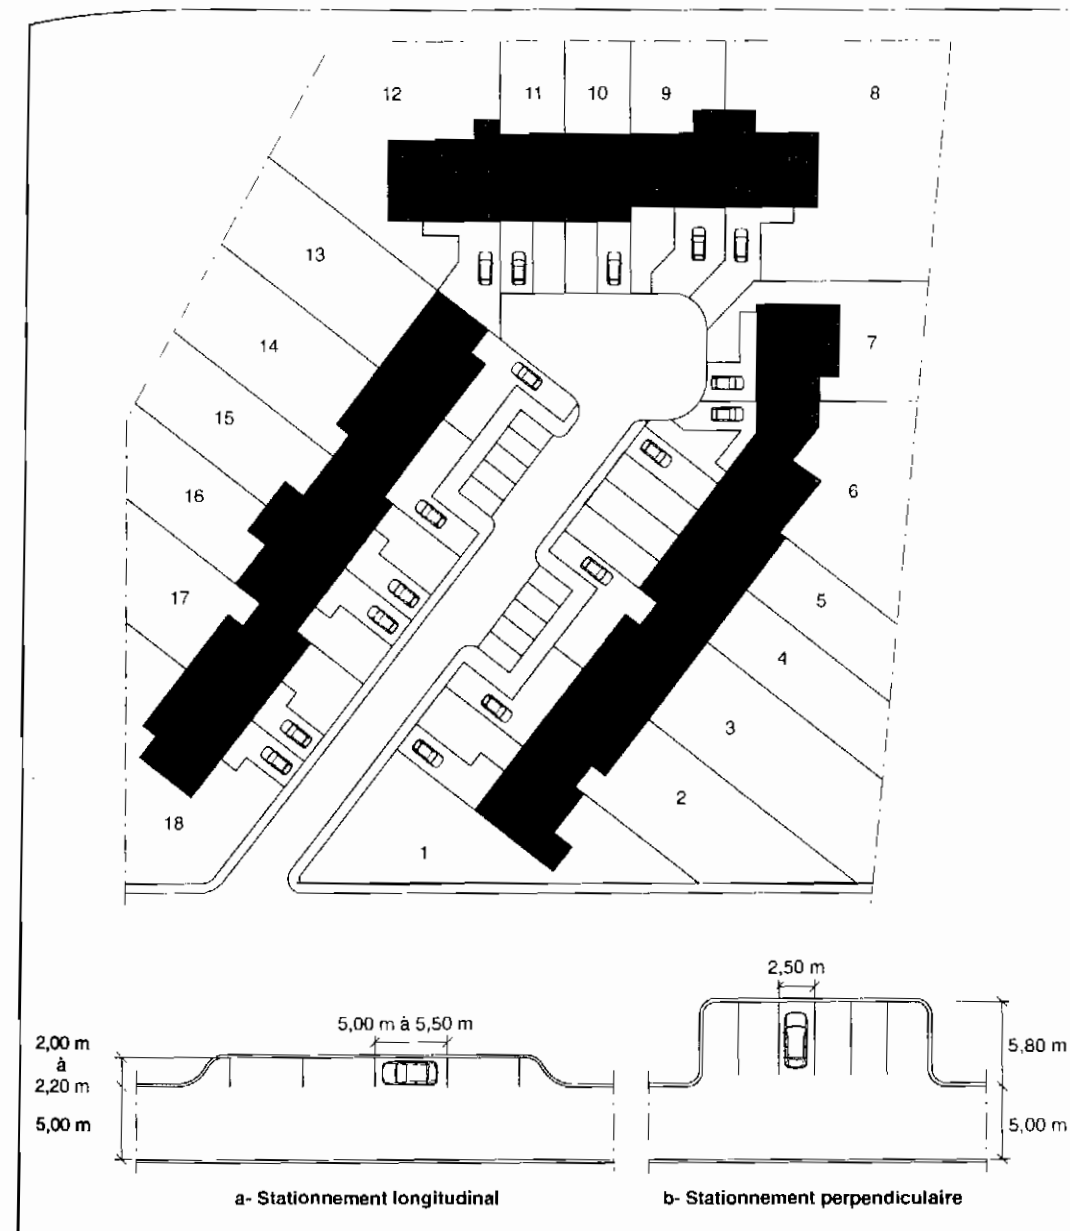 12
11
10
9
8
13
14
7
15
16
6
17
5
4
3
2
18
1
2,50 m
5,00 m à 5,50 m
2,00 m
à
2,20 m
5,00 m
5,80 m
5,00 m
a- Stationnement longitudinal
b- Stationnement perpendiculaire